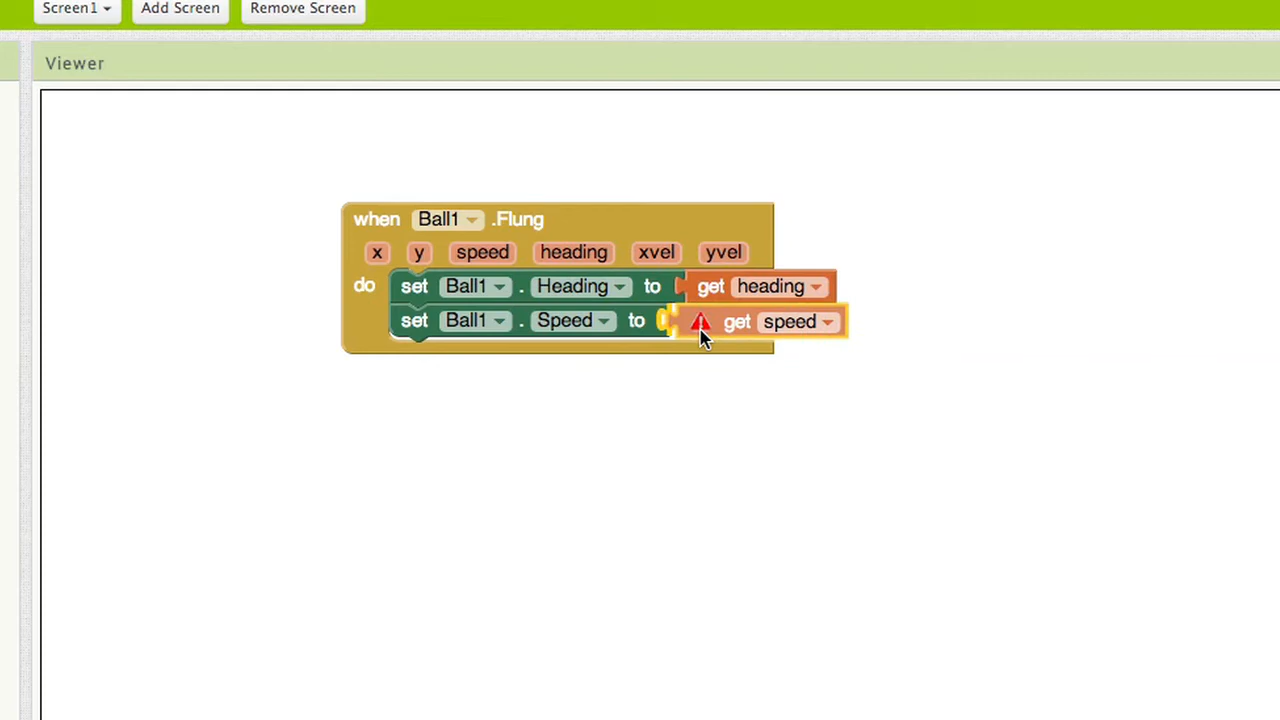 Screen1 Add Screen Remove Screen
Viewer
when Ball1 .Flung
x y speed heading xvel yvel
do set Ball1 . Heading to get heading
set Ball1 . Speed to get speed